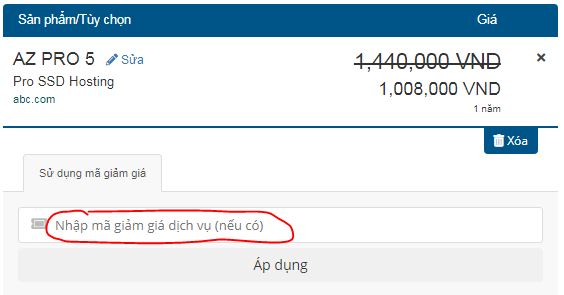 Sản phẩm/Tùy chọn Giá
AZ PRO 5 Sửa 1,440,000 VND ×
Pro SSD Hosting 1,008,000 VND
abc.com 1 năm
Xóa
Sử dụng mã giảm giá
Nhập mã giảm giá dịch vụ (nếu có)
Áp dụng